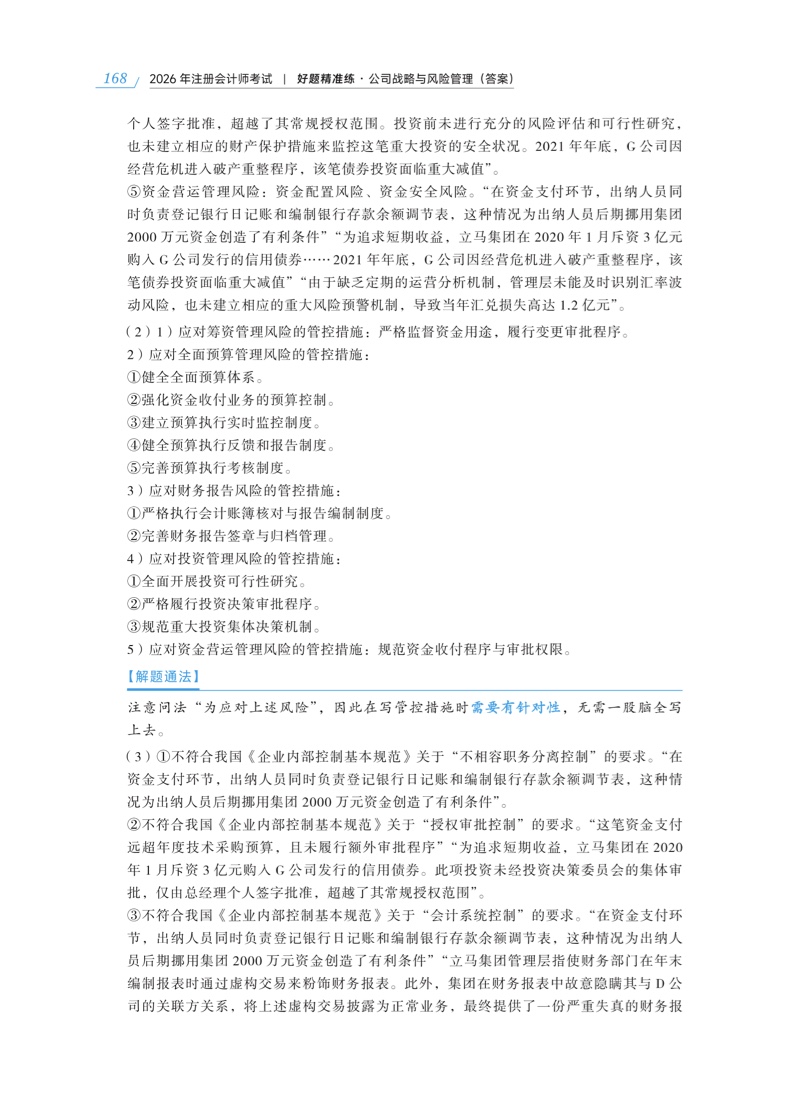 168 2026 年注册会计师考试 | 好题精准练·公司战略与风险管理（答案）
个人签字批准，超越了其常规授权范围。投资前未进行充分的风险评估和可行性研究，
也未建立相应的财产保护措施来监控这笔重大投资的安全状况。2021 年年底，G 公司因
经营危机进入破产重整程序，该笔债券投资面临重大减值”。
⑤资金营运管理风险：资金配置风险、资金安全风险。“在资金支付环节，出纳人员同
时负责登记银行日记账和编制银行存款余额调节表，这种情况为出纳人员后期挪用集团
2000 万元资金创造了有利条件”“为追求短期收益，立马集团在 2020 年 1 月斥资 3 亿元
购入 G 公司发行的信用债券……2021 年年底，G 公司因经营危机进入破产重整程序，该
笔债券投资面临重大减值”“由于缺乏定期的运营分析机制，管理层未能及时识别汇率波
动风险，也未建立相应的重大风险预警机制，导致当年汇兑损失高达 1.2 亿元”。
（2）1）应对筹资管理风险的管控措施：严格监督资金用途，履行变更审批程序。
2）应对全面预算管理风险的管控措施：
①健全全面预算体系。
②强化资金收付业务的预算控制。
③建立预算执行实时监控制度。
④健全预算执行反馈和报告制度。
⑤完善预算执行考核制度。
3）应对财务报告风险的管控措施：
①严格执行会计账簿核对与报告编制制度。
②完善财务报告签章与归档管理。
4）应对投资管理风险的管控措施：
①全面开展投资可行性研究。
②严格履行投资决策审批程序。
③规范重大投资集体决策机制。
5）应对资金营运管理风险的管控措施：规范资金收付程序与审批权限。
【解题通法】
注意问法“为应对上述风险”，因此在写管控措施时需要有针对性，无需一股脑全写
上去。
（3）①不符合我国《企业内部控制基本规范》关于“不相容职务分离控制”的要求。“在
资金支付环节，出纳人员同时负责登记银行日记账和编制银行存款余额调节表，这种情
况为出纳人员后期挪用集团 2000 万元资金创造了有利条件”。
②不符合我国《企业内部控制基本规范》关于“授权审批控制”的要求。“这笔资金支付
远超年度技术采购预算，且未履行额外审批程序”“为追求短期收益，立马集团在 2020
年 1 月斥资 3 亿元购入 G 公司发行的信用债券。此项投资未经投资决策委员会的集体审
批，仅由总经理个人签字批准，超越了其常规授权范围”。
③不符合我国《企业内部控制基本规范》关于“会计系统控制”的要求。“在资金支付环
节，出纳人员同时负责登记银行日记账和编制银行存款余额调节表，这种情况为出纳人
员后期挪用集团 2000 万元资金创造了有利条件”“立马集团管理层指使财务部门在年末
编制报表时通过虚构交易来粉饰财务报表。此外，集团在财务报表中故意隐瞒其与 D 公
司的关联方关系，将上述虚构交易披露为正常业务，最终提供了一份严重失真的财务报